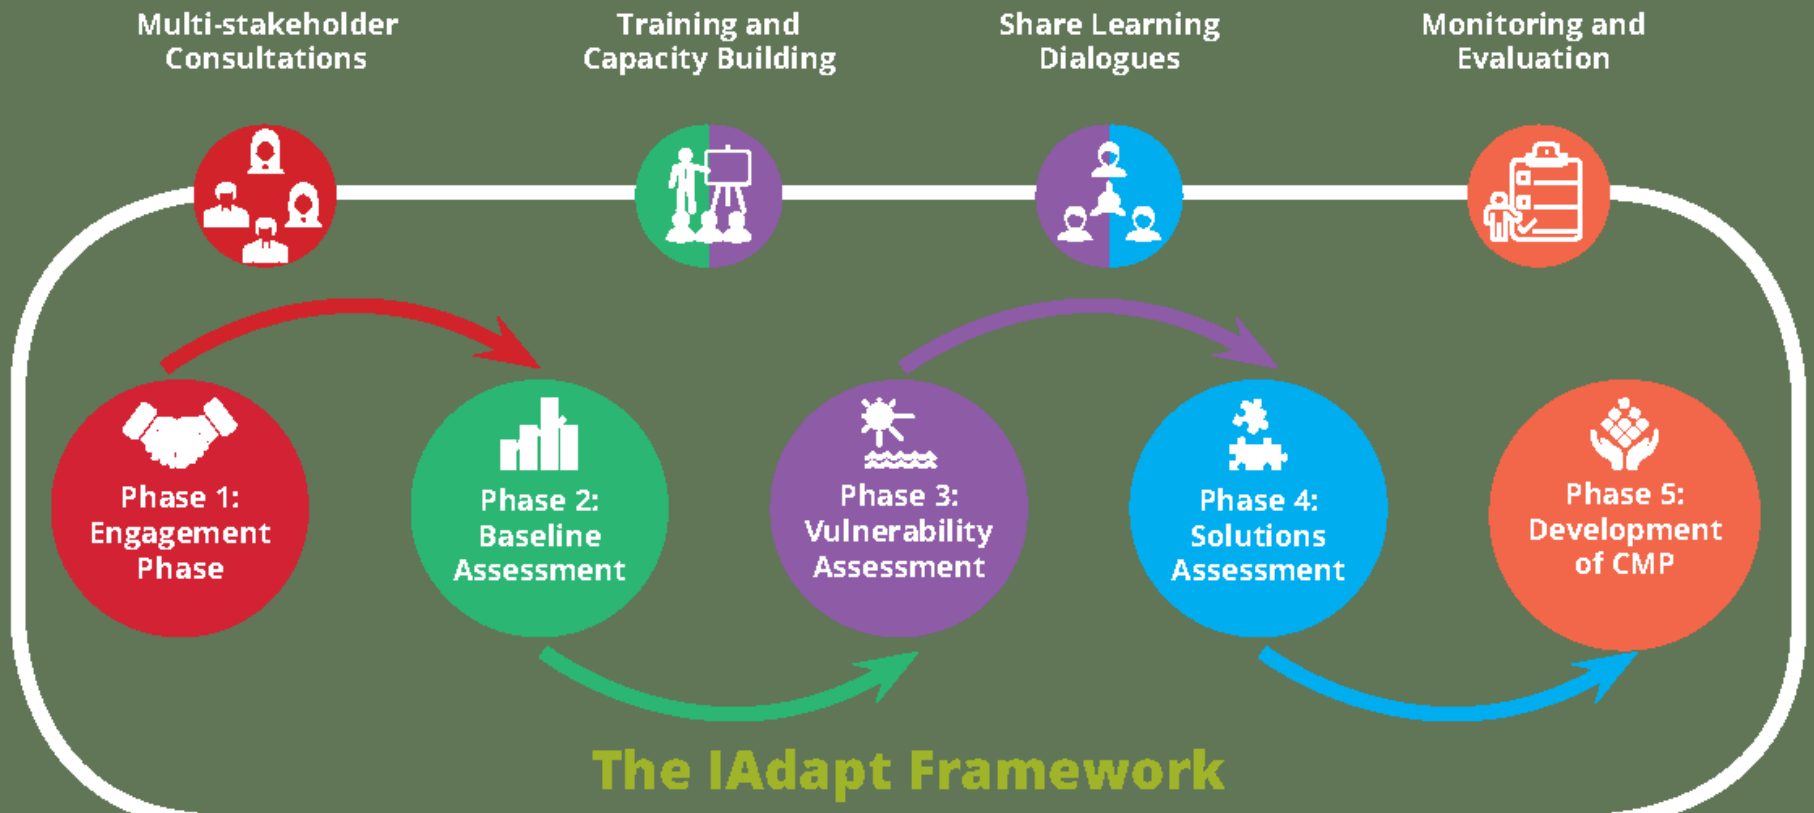 Multi-stakeholder
Consultations
Training and
Capacity Building
Share Learning
Dialogues
Monitoring and
Evaluation
Phase 1:
Engagement
Phase
Phase 2:
Baseline
Assessment
Phase 3:
Vulnerability
Assessment
Phase 4:
Solutions
Assessment
Phase 5:
Development
of CMP
The IAdapt Framework